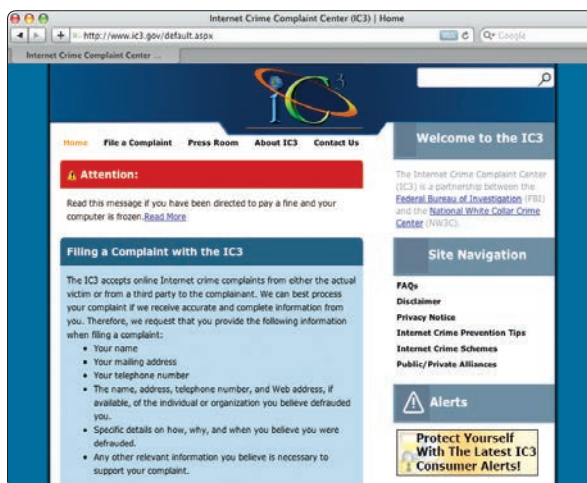 Internet Crime Complaint Center (IC3) | Home
http://www.ic3.gov/default.aspx
Google
Internet Crime Complaint Center ...
iC3
Home File a Complaint Press Room About IC3 Contact Us
Attention:
Read this message if you have been directed to pay a fine and your
computer is frozen.Read More
Filing a Complaint with the IC3
The IC3 accepts online Internet crime complaints from either the actual
victim or from a third party to the complainant. We can best process
your complaint if we receive accurate and complete information from
you. Therefore, we request that you provide the following information
when filing a complaint:
• Your name
• Your mailing address
• Your telephone number
• The name, address, telephone number, and Web address, if
available, of the individual or organization you believe defrauded
you.
• Specific details on how, why, and when you believe you were
defrauded.
• Any other relevant information you believe is necessary to
support your complaint.
Welcome to the IC3
The Internet Crime Complaint Center
(IC3) is a partnership between the
Federal Bureau of Investigation (FBI)
and the National White Collar Crime
Center (NW3C).
Site Navigation
FAQs
Disclaimer
Privacy Notice
Internet Crime Prevention Tips
Internet Crime Schemes
Public/Private Alliances
Alerts
Protect Yourself
With The Latest IC3
Consumer Alerts!